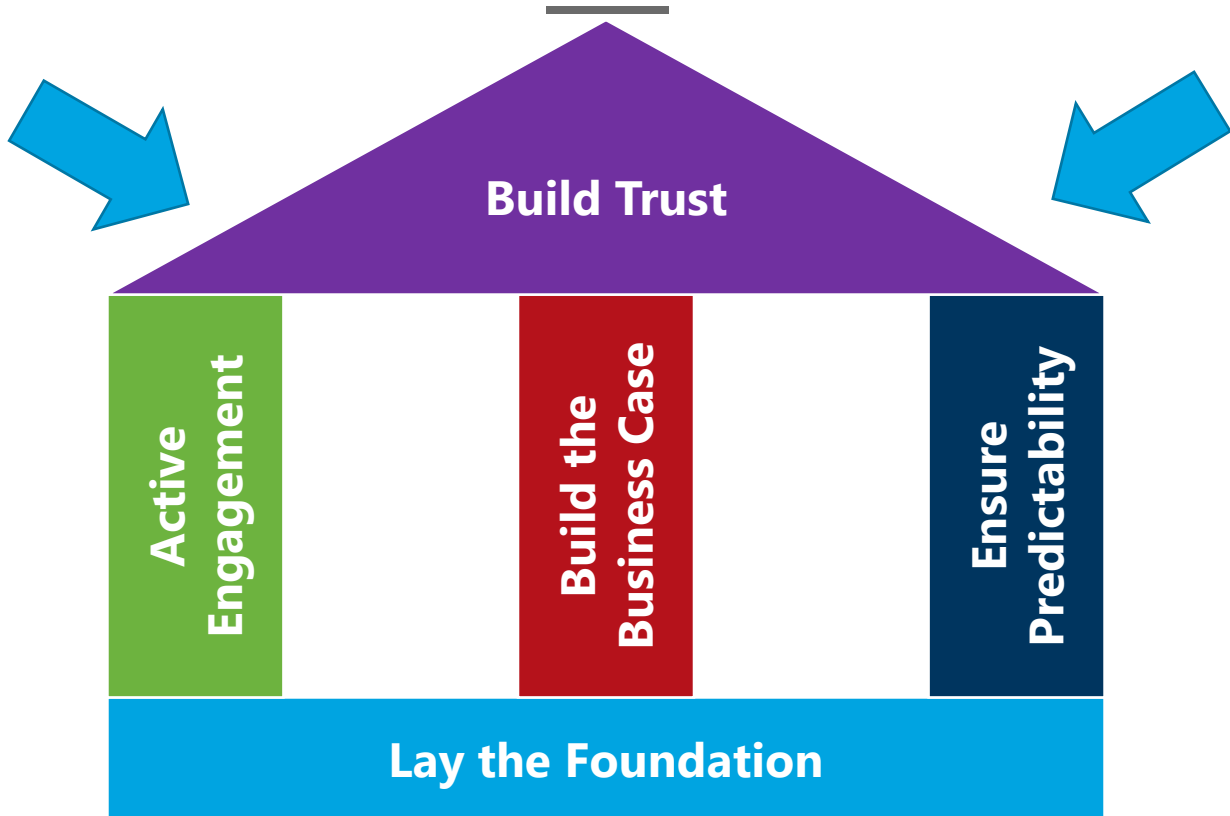 Build Trust
Active
Engagement
Build the
Business Case
Ensure
Predictability
Lay the Foundation